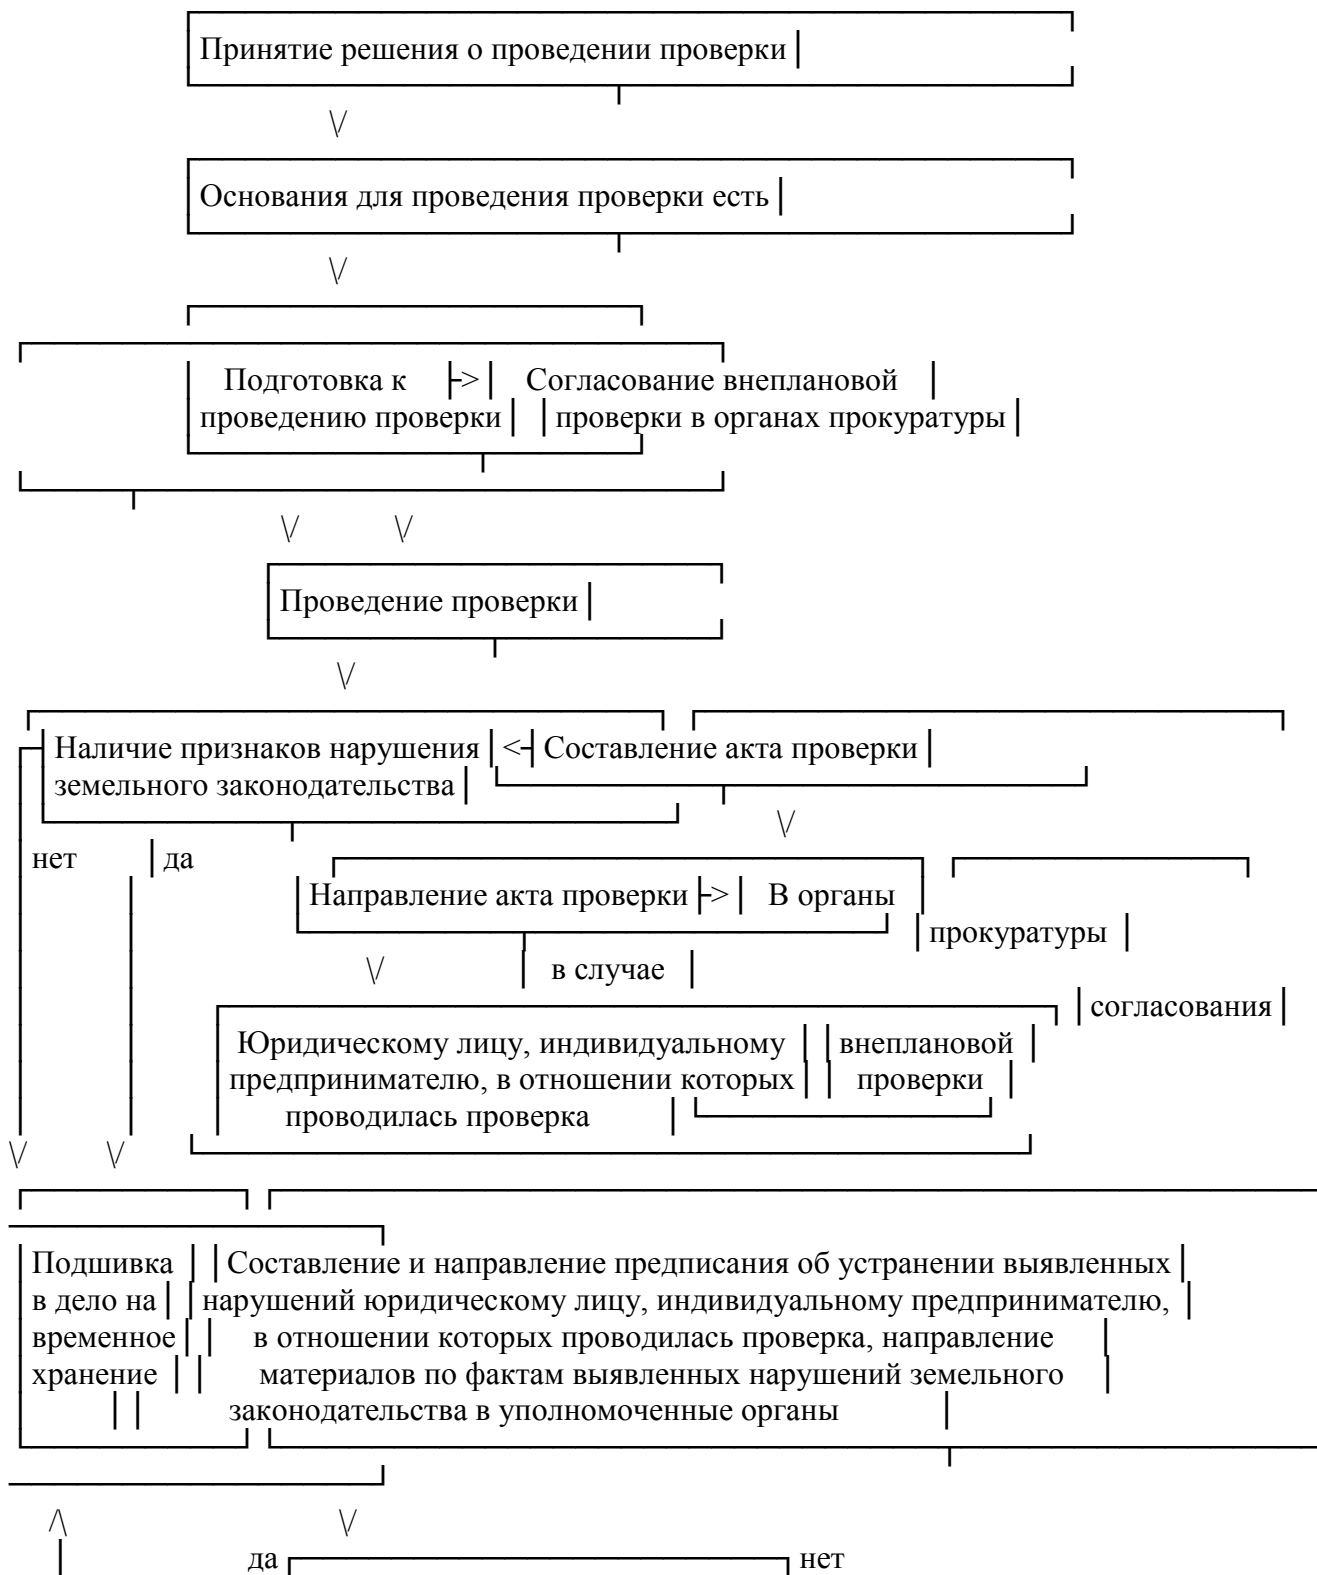 Принятие решения о проведении проверки
\/
Основания для проведения проверки есть
\/
Подготовка к -> Согласование внеплановой
проведению проверки проверки в органах прокуратуры
\/ \/
Проведение проверки
\/
Наличие признаков нарушения <- Составление акта проверки
земельного законодательства
\/
нет да
Направление акта проверки -> В органы
прокуратуры
\/ в случае
согласования
Юридическому лицу, индивидуальному внеплановой
предпринимателю, в отношении которых проверки
проводилась проверка
\/ \/
Подшивка Составление и направление предписания об устранении выявленных
в дело на нарушений юридическому лицу, индивидуальному предпринимателю,
временное в отношении которых проводилась проверка, направление
хранение материалов по фактам выявленных нарушений земельного
законодательства в уполномоченные органы
/\ \/
да нет